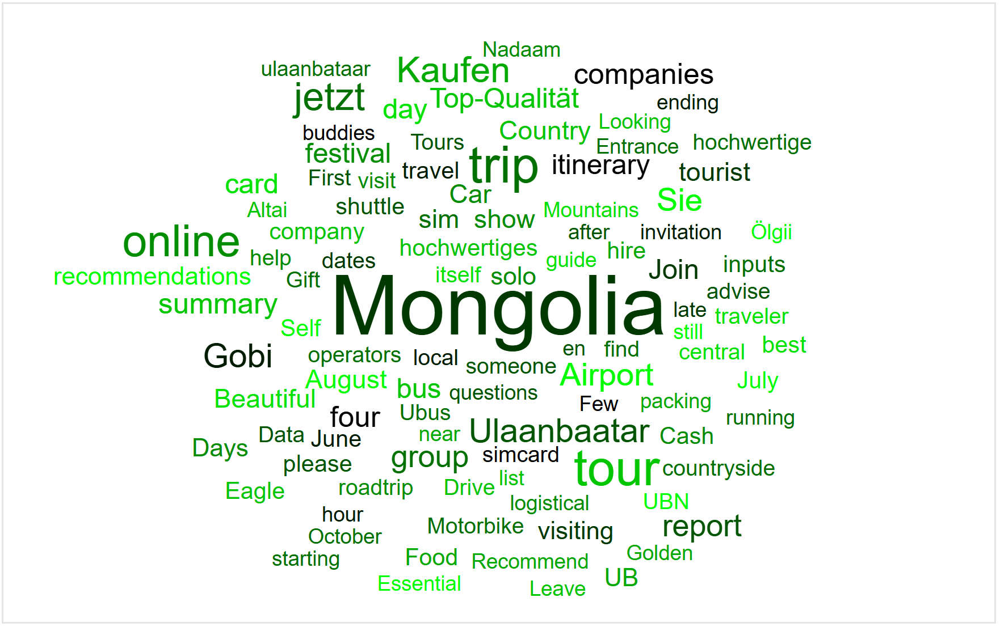 Nadaam
ulaanbataar Kaufen companies
jetzt day Top-Qualität ending
buddies Tours Country Looking
festival trip Entrance hochwertige
First visit travel itinerary tourist
card Car Sie
Altai shuttle sim show Mountains
online company after invitation Ölgii
help dates hochwertiges guide hire inputs
recommendations Gift itself solo Join
summary Mongolia advise
Self late traveler
still
Gobi operators local someone en find central best
August bus questions Airport July
Beautiful four Ubus Few packing
Data June near Ulaanbaatar Cash running
Days please group simcard tour countryside
Eagle roadtrip Drive list
hour logistical UBN
October Motorbike visiting report
starting Food Recommend Golden
Essential Leave UB